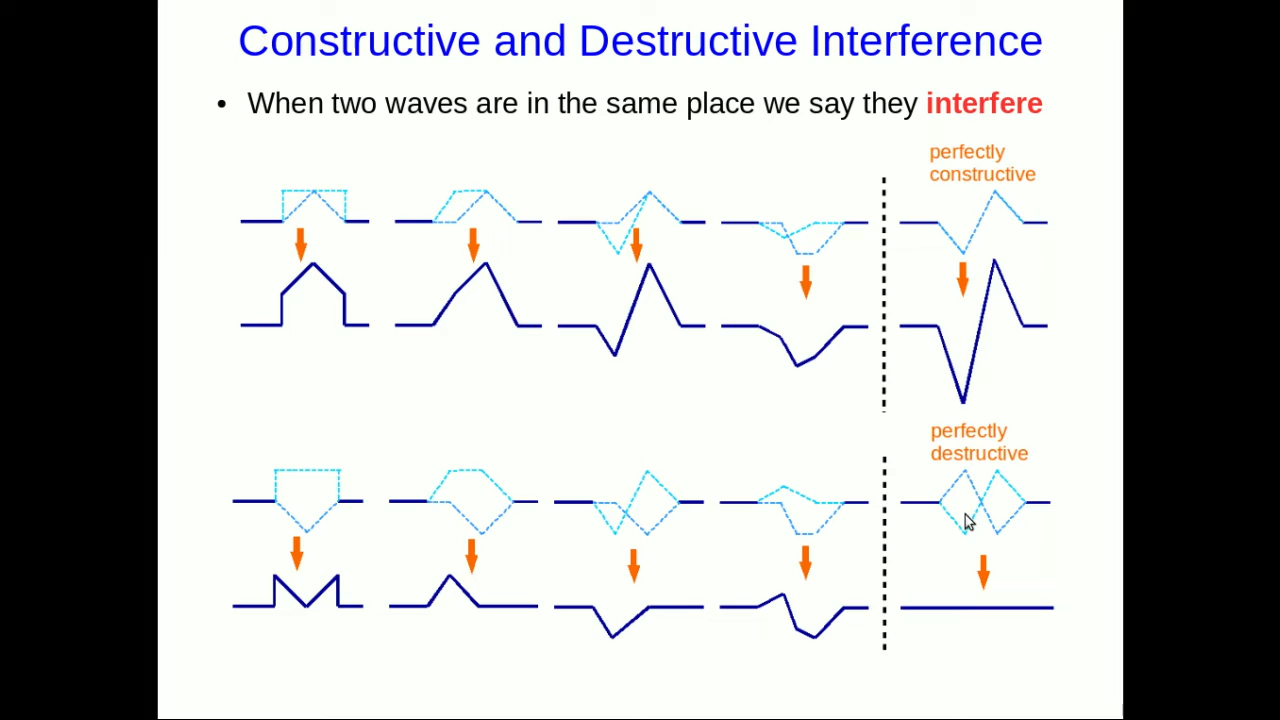 Constructive and Destructive Interference
• When two waves are in the same place we say they interfere
perfectly
constructive
perfectly
destructive